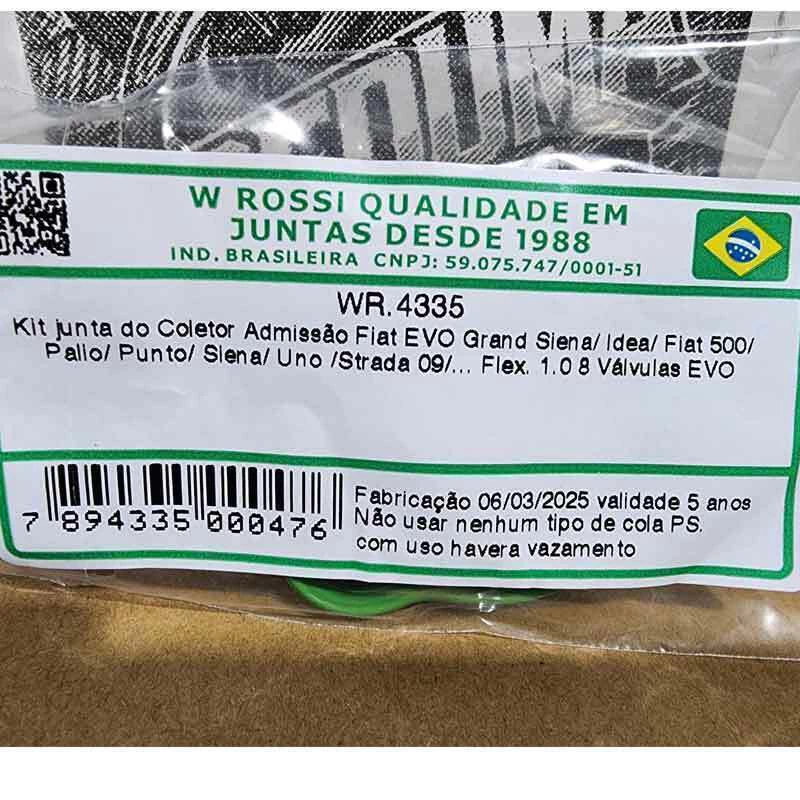 W ROSSI QUALIDADE EM
JUNTAS DESDE 1988
IND. BRASILEIRA CNPJ: 59.075.747/0001-51
WR.4335
Kit junta do Coletor Admissão Fiat EVO Grand Siena/ Idea/ Fiat 500/
Palio/ Punto/ Siena/ Uno /Strada 09/... Flex. 1.0 8 Válvulas EVO
7 894335 000476
Fabricação 06/03/2025 validade 5 anos
Não usar nenhum tipo de cola PS.
com uso havera vazamento